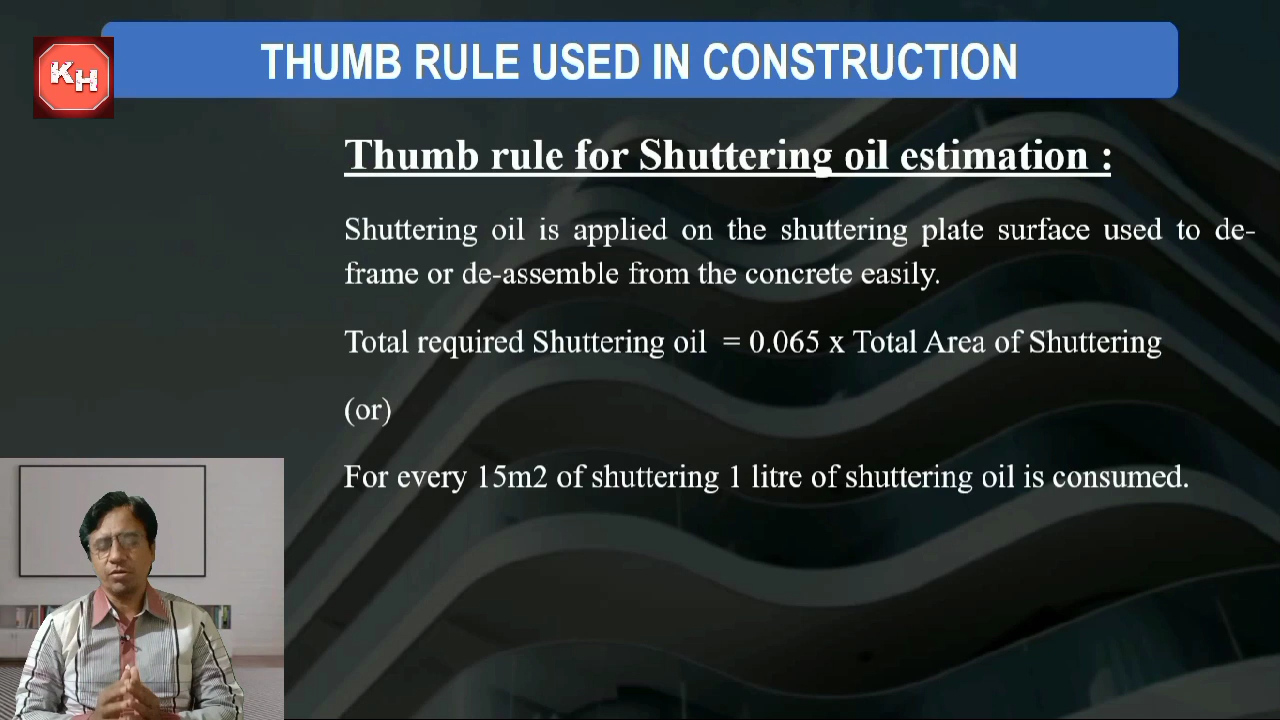 THUMB RULE USED IN CONSTRUCTION
KH
Thumb rule for Shuttering oil estimation :
Shuttering oil is applied on the shuttering plate surface used to de-
frame or de-assemble from the concrete easily.
Total required Shuttering oil = 0.065 x Total Area of Shuttering
(or)
For every 15m2 of shuttering 1 litre of shuttering oil is consumed.